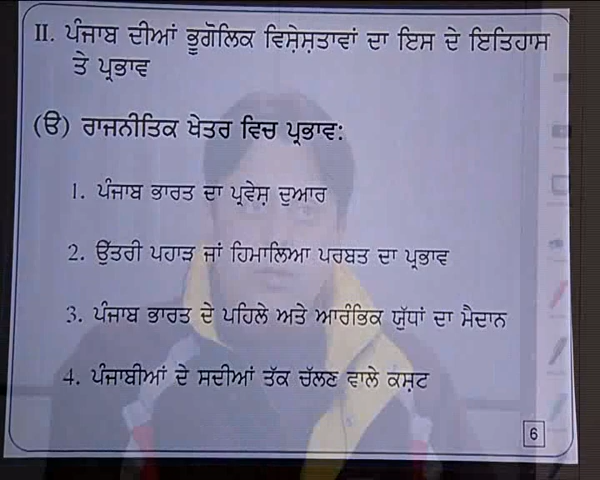 II. ਪੰਜਾਬ ਦੀਆਂ ਭੂਗੋਲਿਕ ਵਿਸ਼ੇਸ਼ਤਾਵਾਂ ਦਾ ਇਸ ਦੇ ਇਤਿਹਾਸ
ਤੇ ਪ੍ਰਭਾਵ
(ੳ) ਰਾਜਨੀਤਿਕ ਖੇਤਰ ਵਿਚ ਪ੍ਰਭਾਵ:
1. ਪੰਜਾਬ ਭਾਰਤ ਦਾ ਪ੍ਰਵੇਸ਼ ਦੁਆਰ
2. ਉੱਤਰੀ ਪਹਾੜ ਜਾਂ ਹਿਮਾਲਿਆ ਪਰਬਤ ਦਾ ਪ੍ਰਭਾਵ
3. ਪੰਜਾਬ ਭਾਰਤ ਦੇ ਪਹਿਲੇ ਅਤੇ ਆਰੰਭਿਕ ਯੁੱਧਾਂ ਦਾ ਮੈਦਾਨ
4. ਪੰਜਾਬੀਆਂ ਦੇ ਸਦੀਆਂ ਤੱਕ ਚੱਲਣ ਵਾਲੇ ਕਸ਼ਟ
6